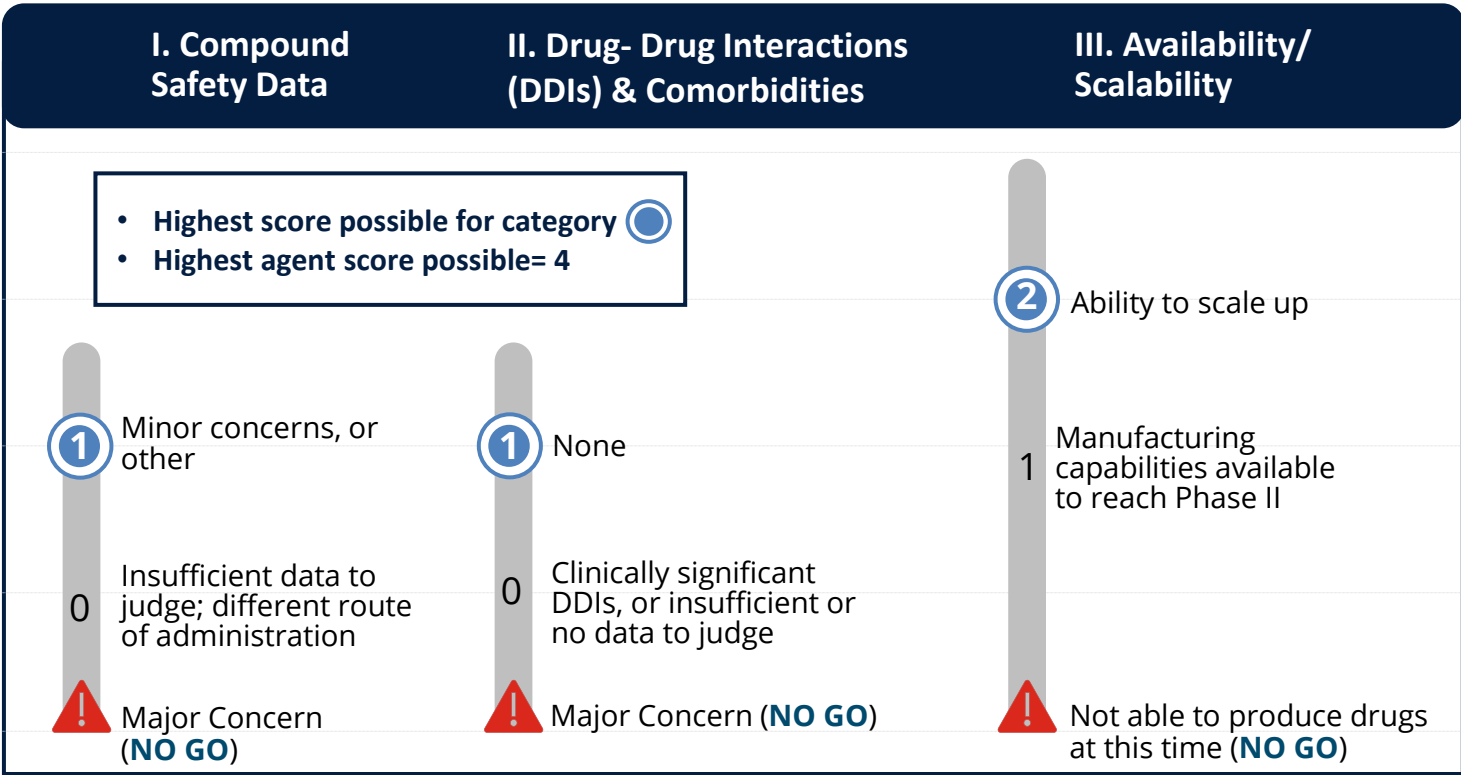 I. Compound
Safety Data
II. Drug- Drug Interactions
(DDIs) & Comorbidities
III. Availability/
Scalability
• Highest score possible for category
• Highest agent score possible= 4
1
Minor concerns, or
other
0
Insufficient data to
judge; different route
of administration
!
Major Concern
(NO GO)
1
None
0
Clinically significant
DDIs, or insufficient or
no data to judge
!
Major Concern (NO GO)
2
Ability to scale up
1
Manufacturing
capabilities available
to reach Phase II
!
Not able to produce drugs
at this time (NO GO)